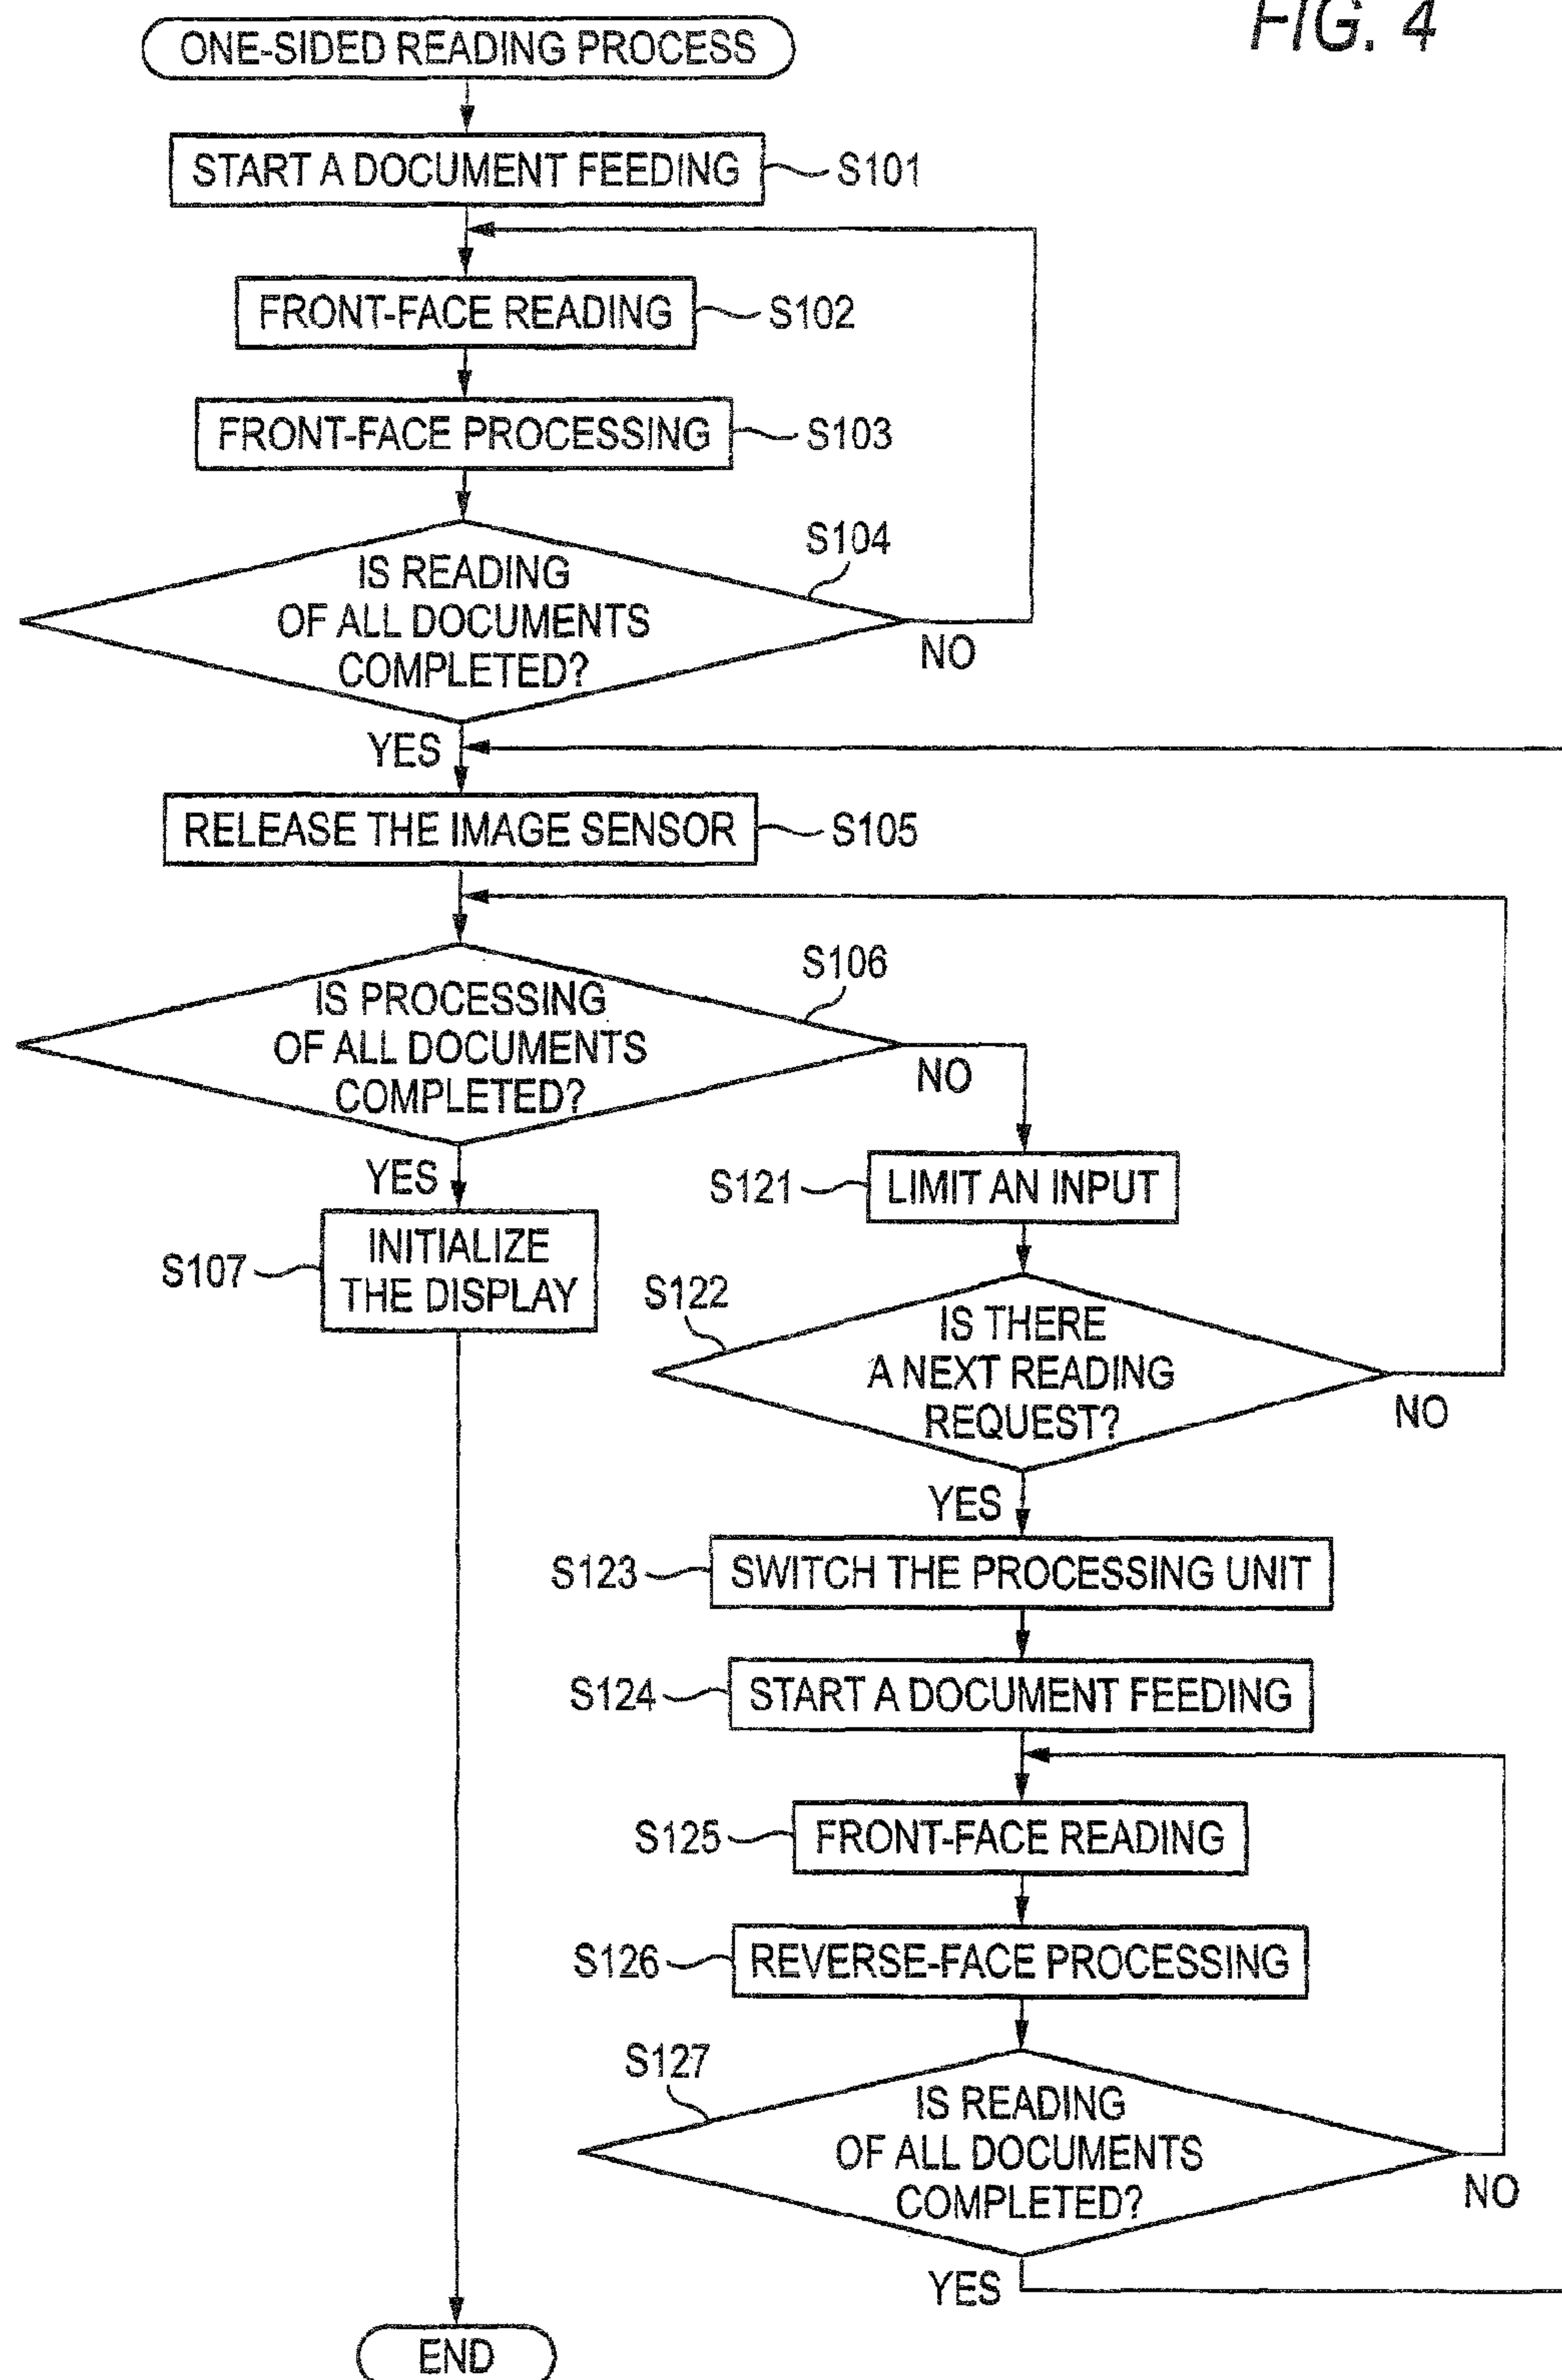 FIG. 4
ONE-SIDED READING PROCESS
START A DOCUMENT FEEDING
S101
FRONT-FACE READING
S102
FRONT-FACE PROCESSING
S103
S104
IS READING
OF ALL DOCUMENTS
COMPLETED?
NO
YES
RELEASE THE IMAGE SENSOR
S105
S106
IS PROCESSING
OF ALL DOCUMENTS
COMPLETED?
NO
YES
S121
LIMIT AN INPUT
S107
INITIALIZE
THE DISPLAY
S122
IS THERE
A NEXT READING
REQUEST?
NO
YES
S123
SWITCH THE PROCESSING UNIT
S124
START A DOCUMENT FEEDING
S125
FRONT-FACE READING
S126
REVERSE-FACE PROCESSING
S127
IS READING
OF ALL DOCUMENTS
COMPLETED?
NO
YES
END